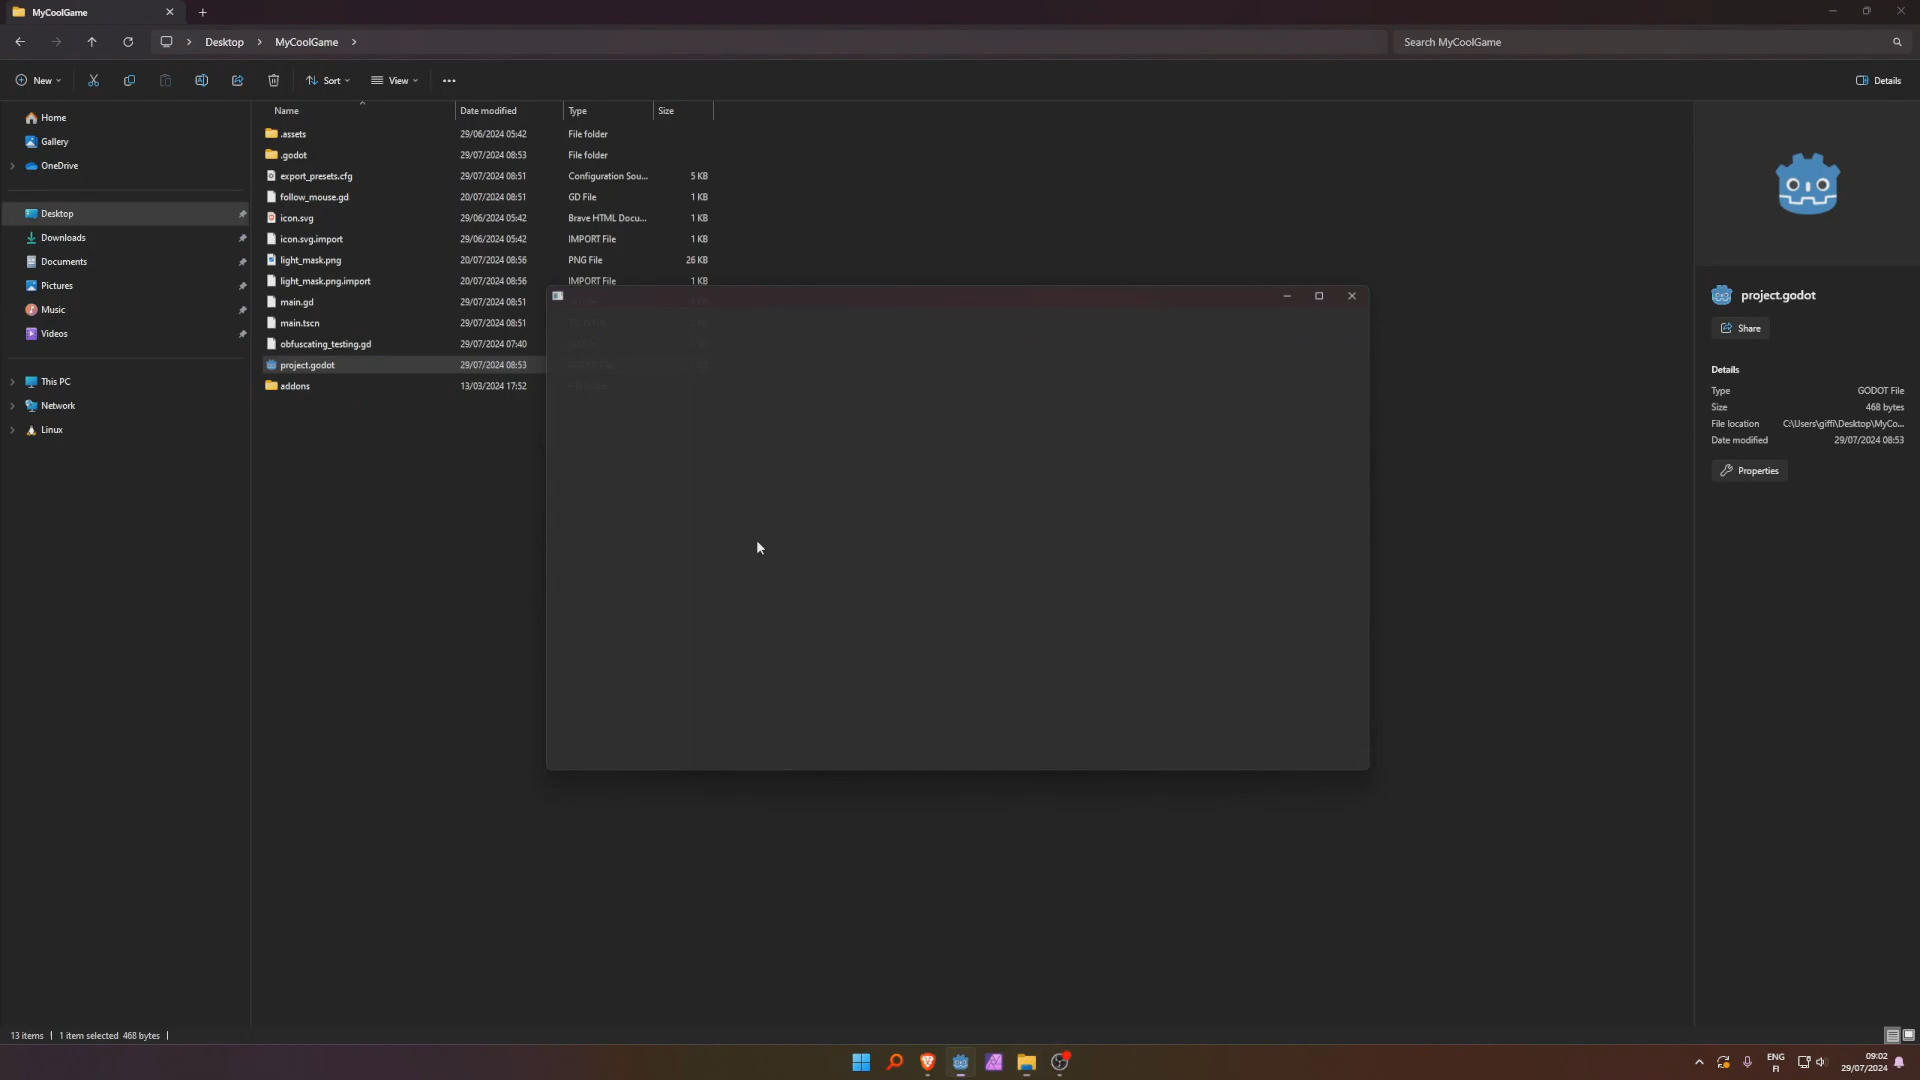 MyCoolGame
Desktop
MyCoolGame
Search MyCoolGame
New
Sort
View
Details
Home
Gallery
OneDrive
Desktop
Downloads
Documents
Pictures
Music
Videos
This PC
Network
Linux
Name Date modified Type Size
.assets 29/06/2024 05:42 File folder
.godot 29/07/2024 08:53 File folder
export_presets.cfg 29/07/2024 08:51 Configuration Sou... 5 KB
follow_mouse.gd 20/07/2024 08:51 GD File 1 KB
icon.svg 29/06/2024 05:42 Brave HTML Docu... 1 KB
icon.svg.import 29/06/2024 05:42 IMPORT File 1 KB
light_mask.png 20/07/2024 08:56 PNG File 26 KB
light_mask.png.import 20/07/2024 08:56 IMPORT File 1 KB
main.gd 29/07/2024 08:51
main.tscn 29/07/2024 08:51
obfuscating_testing.gd 29/07/2024 07:40
project.godot 29/07/2024 08:53
addons 13/03/2024 17:52
project.godot
Share
Details
Type GODOT File
Size 468 bytes
File location C:\Users\giffi\Desktop\MyCo...
Date modified 29/07/2024 08:53
Properties
13 items 1 item selected 468 bytes
ENG
FI
09:02
29/07/2024